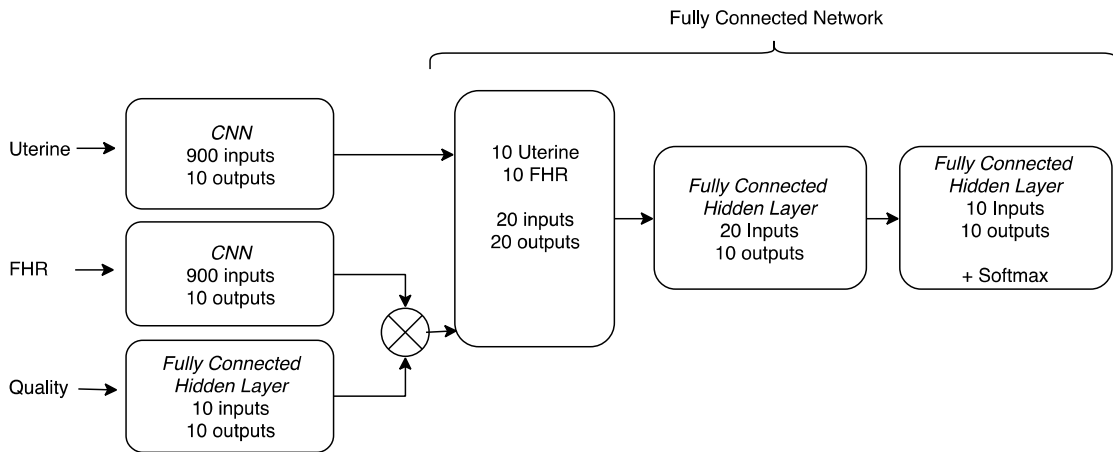 Fully Connected Network
Uterine
CNN
900 inputs
10 outputs
FHR
CNN
900 inputs
10 outputs
Quality
Fully Connected
Hidden Layer
10 inputs
10 outputs
10 Uterine
10 FHR
20 inputs
20 outputs
Fully Connected
Hidden Layer
20 Inputs
10 outputs
Fully Connected
Hidden Layer
10 Inputs
10 outputs
+ Softmax